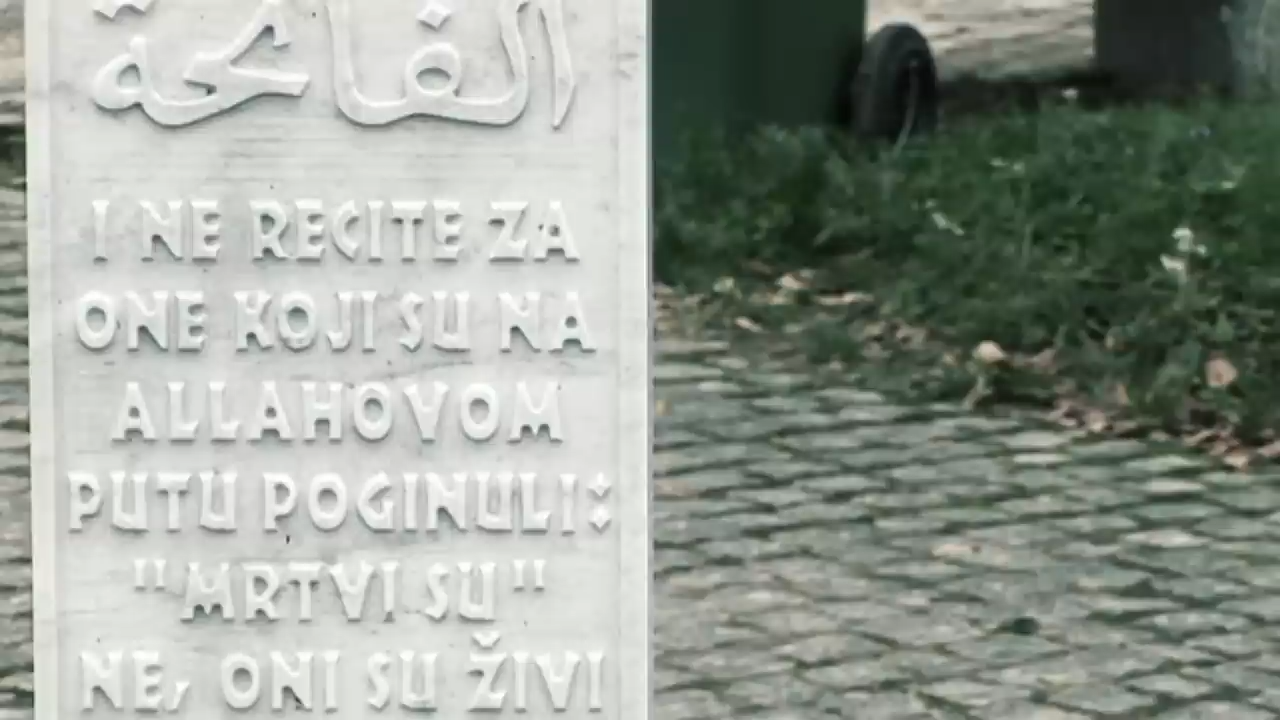 الفاتحة
I NE RECITE ZA
ONE KOJI SU NA
ALLAHOVOM
PUTU POGINULI:
"MRTVI SU"
NE, ONI SU ŽIVI